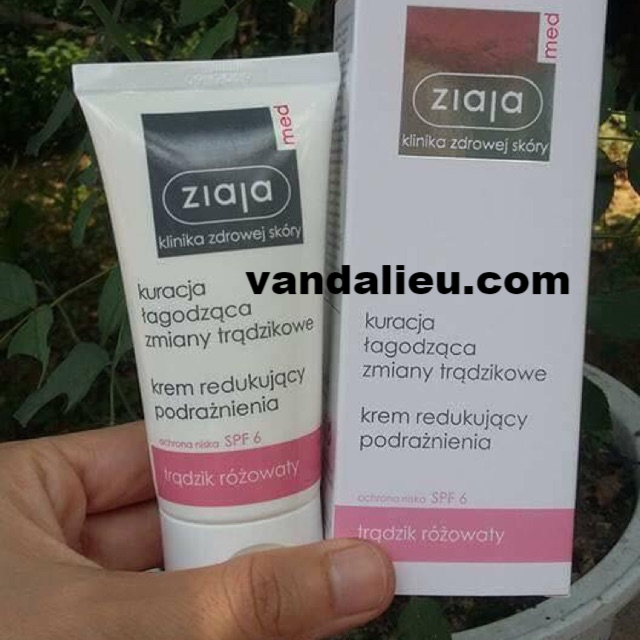 med
ziaja
klinika zdrowej skóry
kuracja
łagodząca
zmiany trądzikowe
krem redukujący
podrażnienia
ochrona niska SPF 6
trądzik różowaty
med
ziaja
klinika zdrowej skóry
vandalieu.com
kuracja
łagodząca
zmiany trądzikowe
krem redukujący
podrażnienia
ochrona niska SPF 6
trądzik różowaty